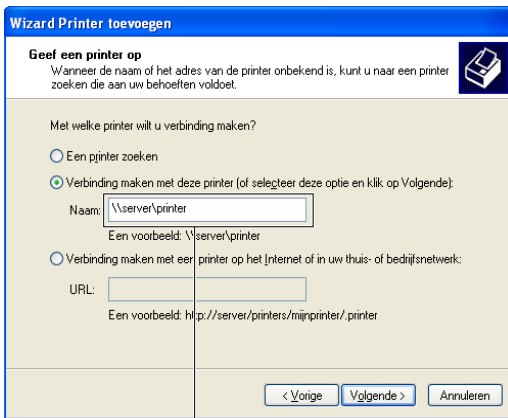 Wizard Printer toevoegen
Geef een printer op
Wanneer de naam of het adres van de printer onbekend is, kunt u naar een printer
zoeken die aan uw behoeften voldoet.
Met welke printer wilt u verbinding maken?
Een printer zoeken
Verbinding maken met deze printer (of selecteer deze optie en klik op Volgende):
Naam: \\server\printer
Een voorbeeld: \\server\printer
Verbinding maken met een printer op het Internet of in uw thuis- of bedrijfsnetwerk:
URL:
Een voorbeeld: http://server/printers/mijnprinter/.printer
< Vorige Volgende > Annuleren